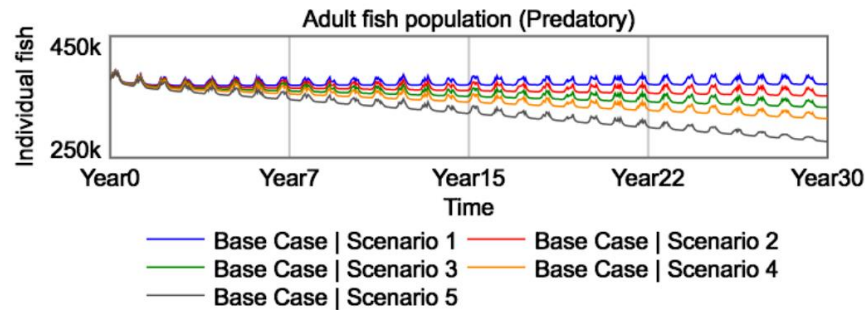 Adult fish population (Predatory)
450k
Individual fish
250k
Year0 Year7 Year15 Year22 Year30
Time
Base Case | Scenario 1 Base Case | Scenario 2
Base Case | Scenario 3 Base Case | Scenario 4
Base Case | Scenario 5